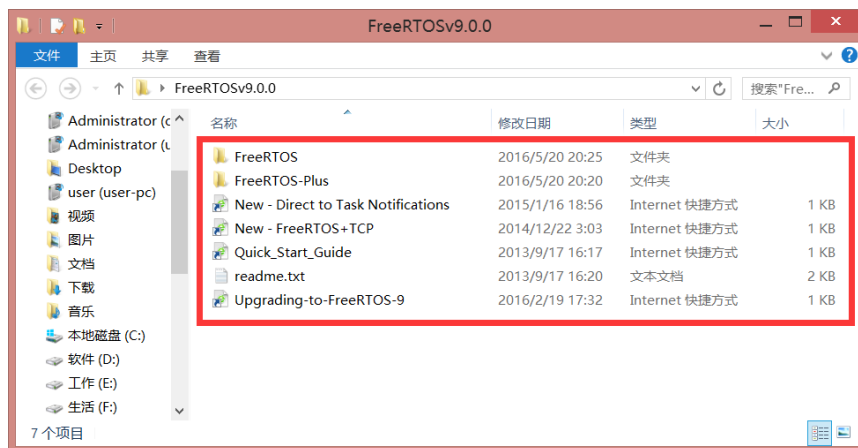 FreeRTOSv9.0.0
文件 主页 共享 查看
FreeRTOSv9.0.0 搜索"Fre...
Administrator (c
Administrator (u
Desktop
user (user-pc)
视频
图片
文档
下载
音乐
本地磁盘 (C:)
软件 (D:)
工作 (E:)
生活 (F:)
名称 修改日期 类型 大小
FreeRTOS 2016/5/20 20:25 文件夹
FreeRTOS-Plus 2016/5/20 20:20 文件夹
New - Direct to Task Notifications 2015/1/16 18:56 Internet 快捷方式 1 KB
New - FreeRTOS+TCP 2014/12/22 3:03 Internet 快捷方式 1 KB
Quick_Start_Guide 2013/9/17 16:17 Internet 快捷方式 1 KB
readme.txt 2013/9/17 16:20 文本文档 2 KB
Upgrading-to-FreeRTOS-9 2016/2/19 17:32 Internet 快捷方式 1 KB
7 个项目